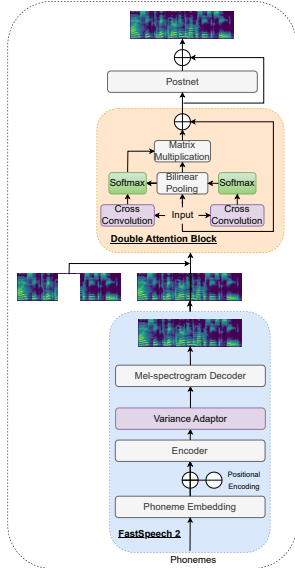 Postnet
Matrix
Multiplication
Softmax
Bilinear
Pooling
Softmax
Cross
Convolution
Input
Cross
Convolution
Double Attention Block
Mel-spectrogram Decoder
Variance Adaptor
Encoder
Positional
Encoding
Phoneme Embedding
FastSpeech 2
Phonemes